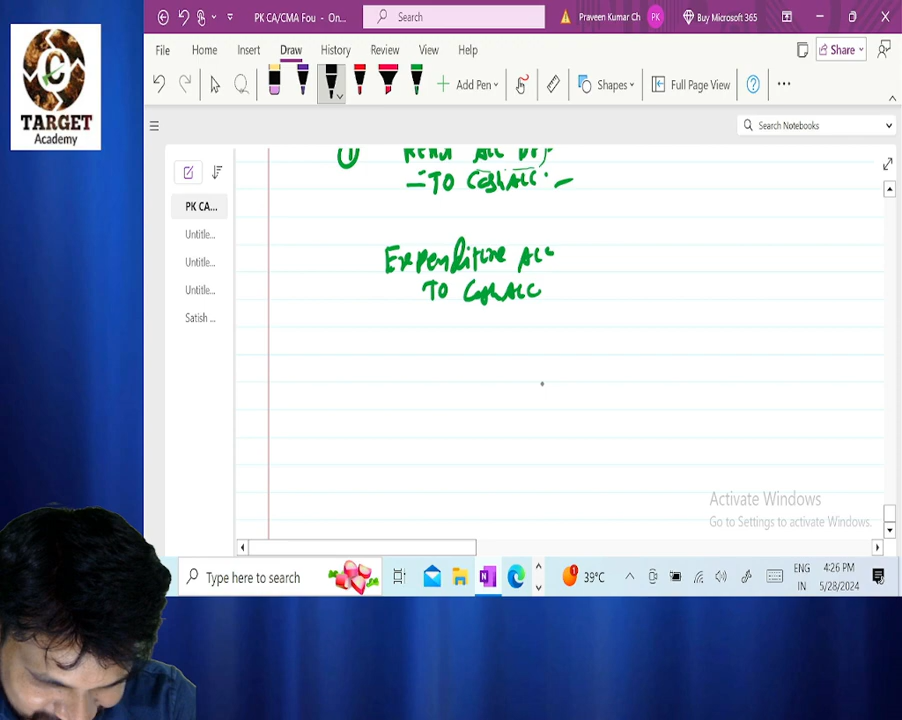 TARGET
Academy
PK CA/CMA Fou - On...
Search
Praveen Kumar Ch
PK
Buy Microsoft 365
File
Home
Insert
Draw
History
Review
View
Help
Share
Add Pen
Shapes
Full Page View
Search Notebooks
PK CA...
Untitle...
Untitle...
Untitle...
Satish ...
① A/C
TO Cash A/C
Expenditure A/C
TO Cash A/C
Activate Windows
Go to Settings to activate Windows.
Type here to search
39°C
ENG
IN
4:26 PM
5/28/2024